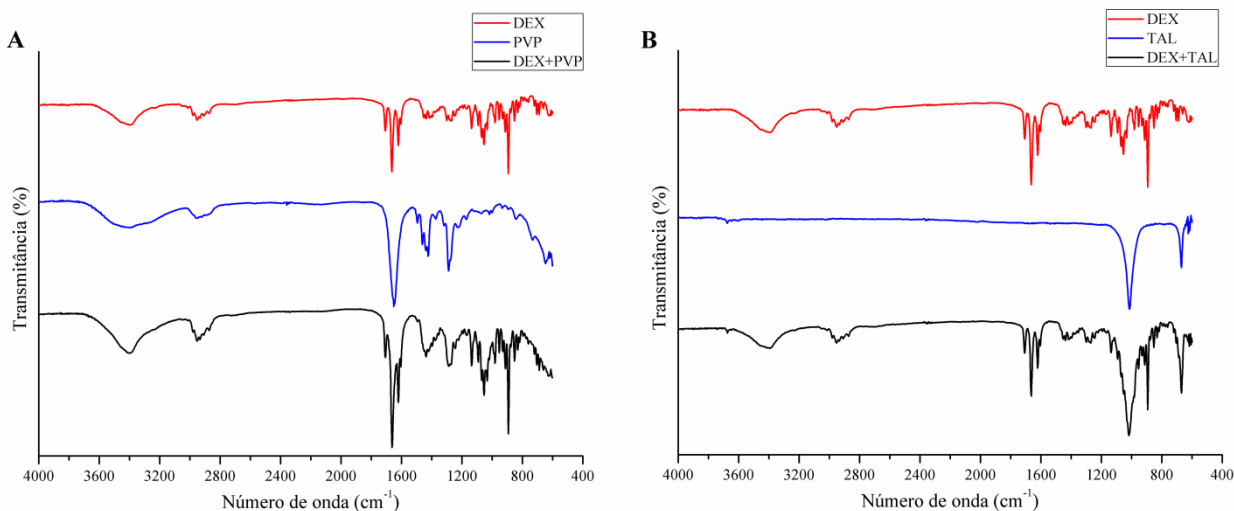 A
DEX
PVP
DEX+PVP
Transmitância (%)
4000 3600 3200 2800 2400 2000 1600 1200 800 400
Número de onda (cm⁻¹)
B
DEX
TAL
DEX+TAL
Transmitância (%)
4000 3600 3200 2800 2400 2000 1600 1200 800 400
Número de onda (cm⁻¹)